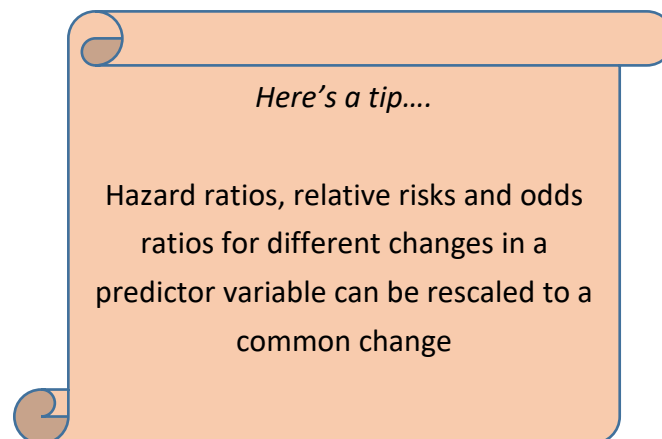 Here’s a tip….
Hazard ratios, relative risks and odds
ratios for different changes in a
predictor variable can be rescaled to a
common change